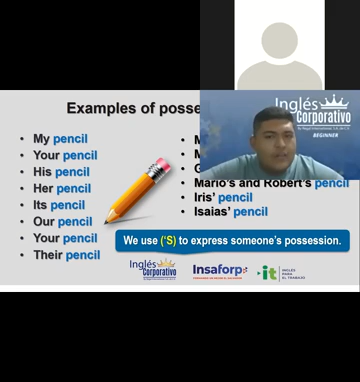 Inglés
Corporativo
BEGINNER
Examples of posse
• My pencil
• Your pencil
• His pencil
• Her pencil
• Its pencil
• Our pencil
• Your pencil
• Their pencil
• M
• M
• G
• Mario's and Robert's pencil
• Iris' pencil
• Isaias' pencil
We use ('S) to express someone's possession.
Inglés
Corporativo
Insaforp
it
INGLÉS
PARA
EL TRABAJO